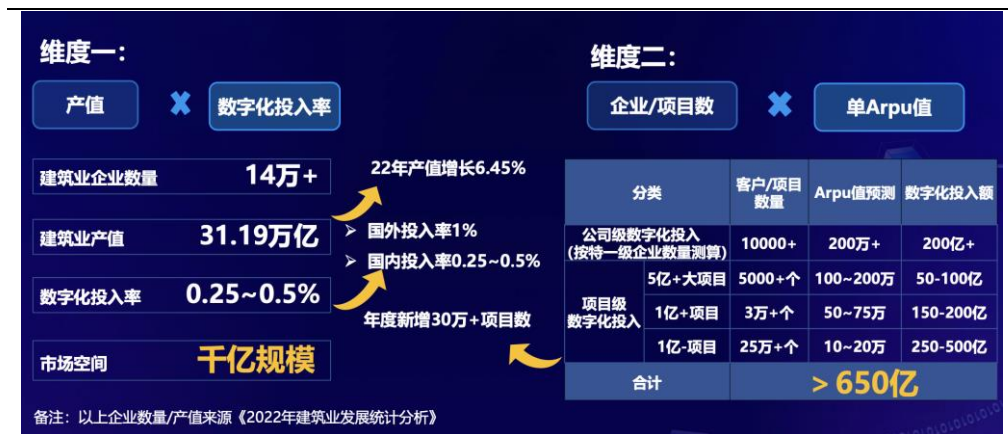 维度一：
产值 × 数字化投入率
建筑业企业数量 14万+
建筑业产值 31.19万亿
数字化投入率 0.25~0.5%
市场空间 千亿规模
22年产值增长6.45%
国外投入率1%
国内投入率0.25~0.5%
年度新增30万+项目数
备注：以上企业数量/产值来源《2022年建筑业发展统计分析》
维度二：
企业/项目数 × 单Arpu值
分类 客户/项目数量 Arpu值预测 数字化投入额
公司级数字化投入
(按特一级企业数量测算) 10000+ 200万+ 200亿+
项目级
数字化投入
5亿+大项目 5000+个 100~200万 50-100亿
1亿+项目 3万+个 50~75万 150-200亿
1亿-项目 25万+个 10~20万 250-500亿
合计 > 650亿